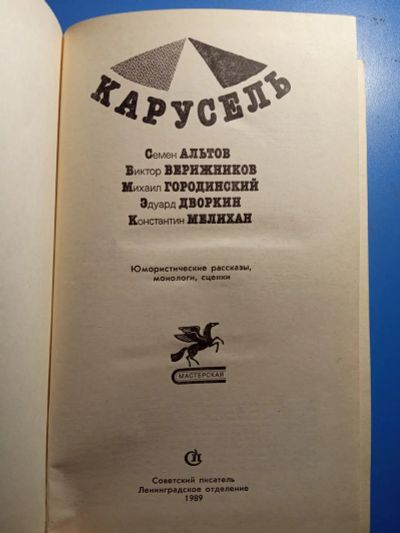 КАРУСЕЛЬ
Семен АЛЬТОВ
Виктор ВЕРИЖНИКОВ
Михаил ГОРОДИНСКИЙ
Эдуард ДВОРКИН
Константин МЕЛИХАН
Юмористические рассказы,
монологи, сценки
МАСТЕРСКАЯ
СП
Советский писатель
Ленинградское отделение
1989